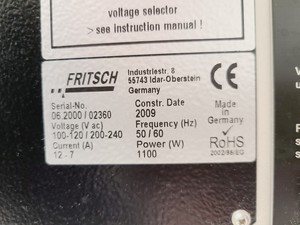 voltage selector
>see instruction manual !
FRITSCH
Industriestr. 8
55743 Idar-Oberstein
Germany
CE
Serial-No.
06.2000 / 02360
Constr. Date
2009
Voltage (V ac)
100-120 / 200-240
Frequency (Hz)
50 / 60
Current (A)
12 - 7
Power (W)
1100
Made in
Germany
RoHS
2002/95/EG